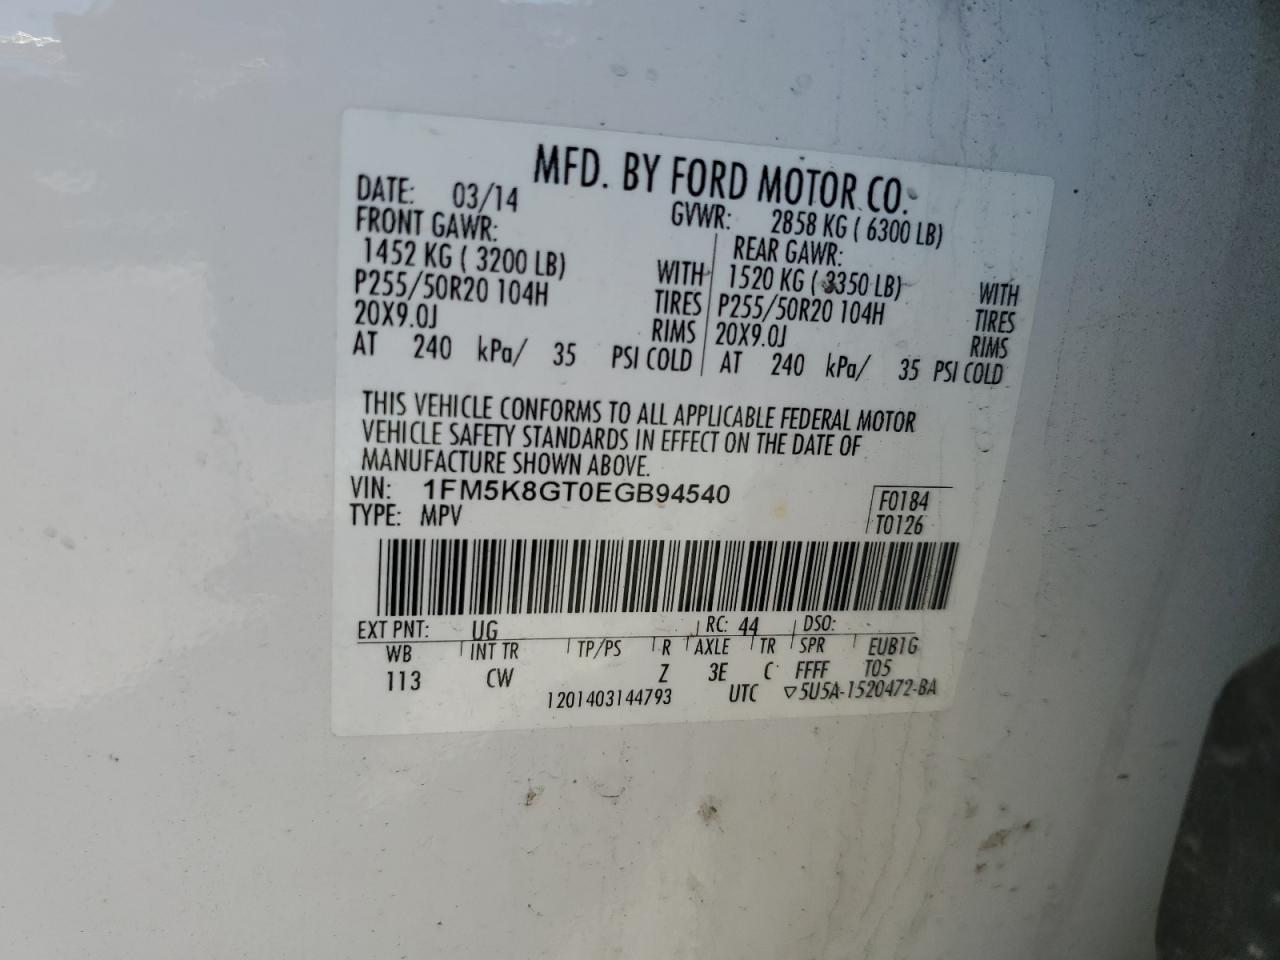 MFD. BY FORD MOTOR CO.
DATE: 03/14 GVWR: 2858 KG ( 6300 LB)
FRONT GAWR: REAR GAWR:
1452 KG ( 3200 LB) WITH 1520 KG ( 3350 LB) WITH
P255/50R20 104H TIRES P255/50R20 104H TIRES
20X9.0J RIMS 20X9.0J RIMS
AT 240 kPa/ 35 PSI COLD AT 240 kPa/ 35 PSI COLD
THIS VEHICLE CONFORMS TO ALL APPLICABLE FEDERAL MOTOR
VEHICLE SAFETY STANDARDS IN EFFECT ON THE DATE OF
MANUFACTURE SHOWN ABOVE.
VIN: 1FM5K8GT0EGB94540 F0184
TYPE: MPV T0126
EXT PNT: UG RC: 44 DSO:
WB INT TR TP/PS R AXLE TR SPR EUB1G
113 CW Z 3E C FFFF T05
1201403144793 UTC ▽5U5A-1520472-BA